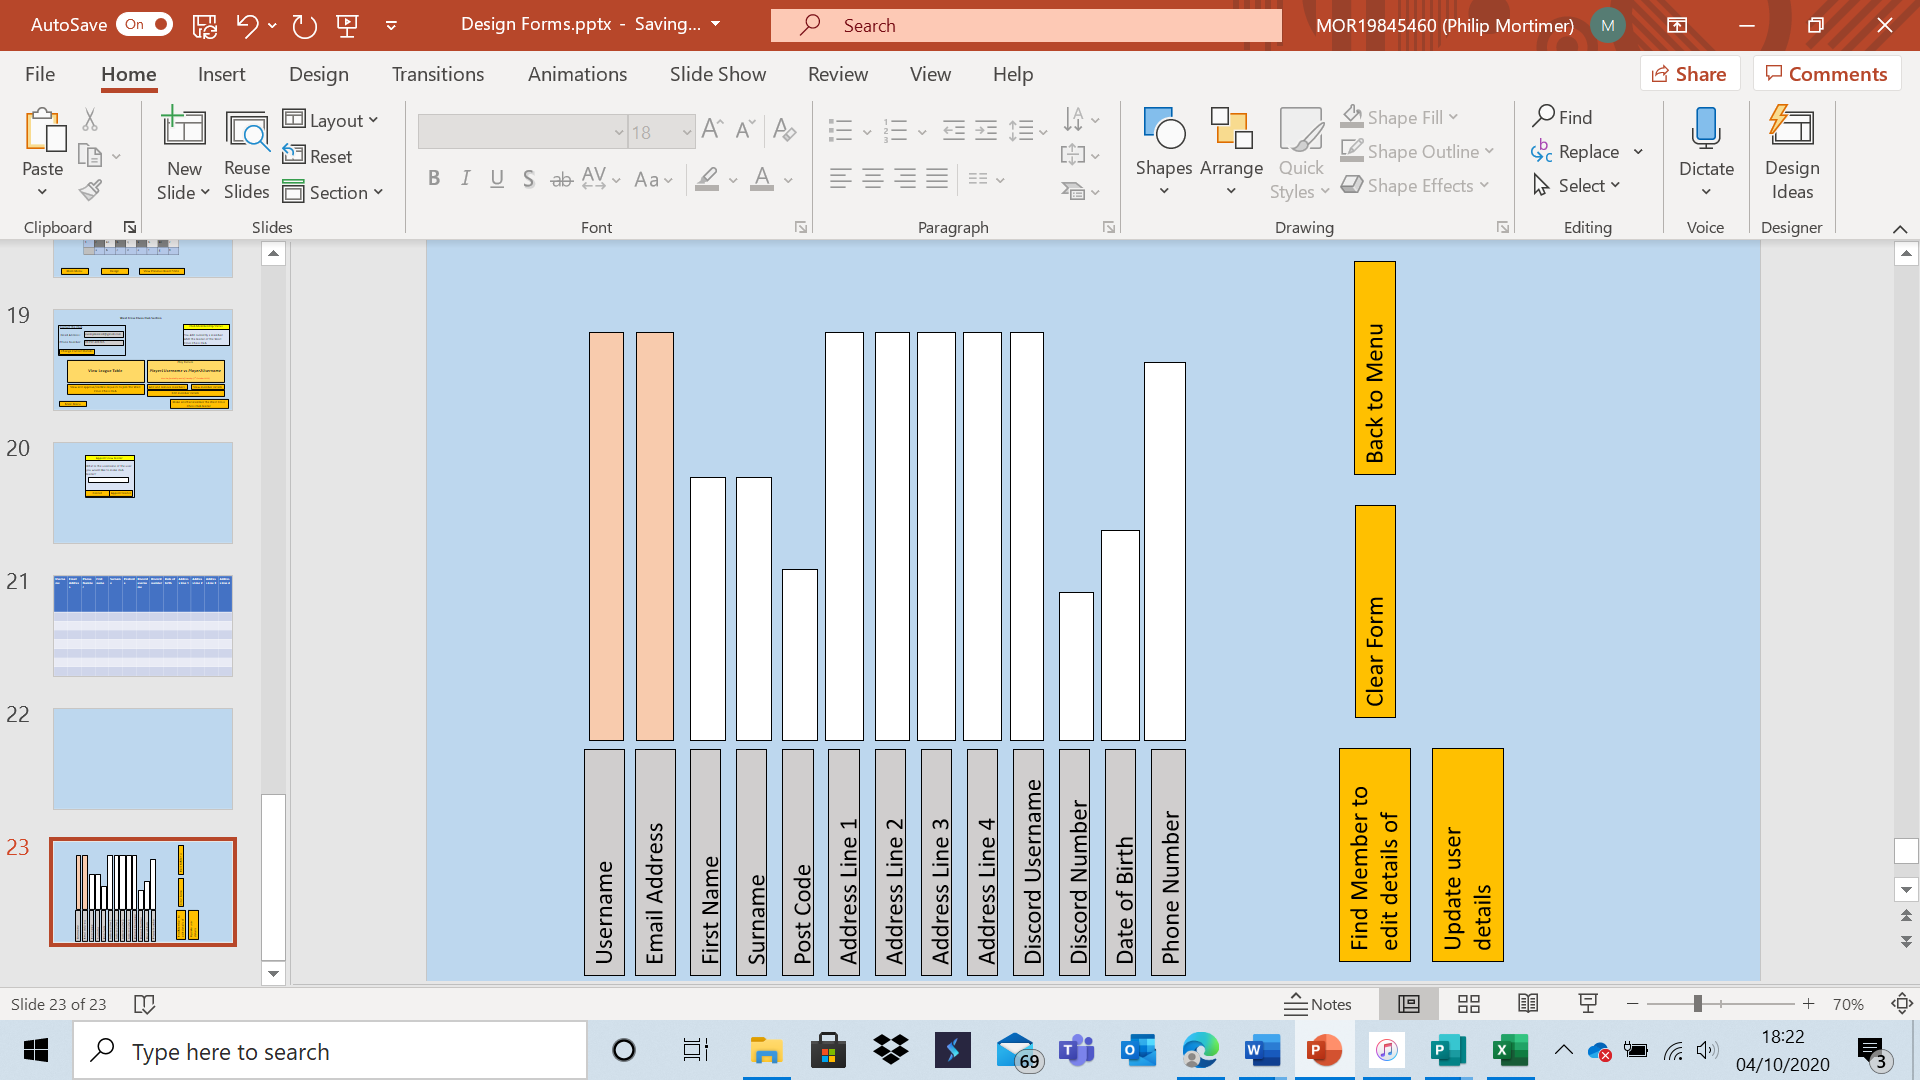 AutoSave
On
Design Forms.pptx - Saving...
Search
MOR19845460 (Philip Mortimer)
M
File
Home
Insert
Design
Transitions
Animations
Slide Show
Review
View
Help
Share
Comments
Paste
New
Slide
Reuse
Slides
Layout
Reset
Section
18
Shapes
Arrange
Quick
Styles
Shape Fill
Shape Outline
Shape Effects
Find
Replace
Select
Dictate
Design
Ideas
Clipboard
Slides
Font
Paragraph
Drawing
Editing
Voice
Designer
19
20
21
22
23
View League Table
Username
Email Address
First Name
Surname
Post Code
Address Line 1
Address Line 2
Address Line 3
Address Line 4
Discord Username
Discord Number
Date of Birth
Phone Number
Back to Menu
Clear Form
Find Member to
edit details of
Update user
details
Slide 23 of 23
Notes
70%
Type here to search
69
18:22
04/10/2020
3